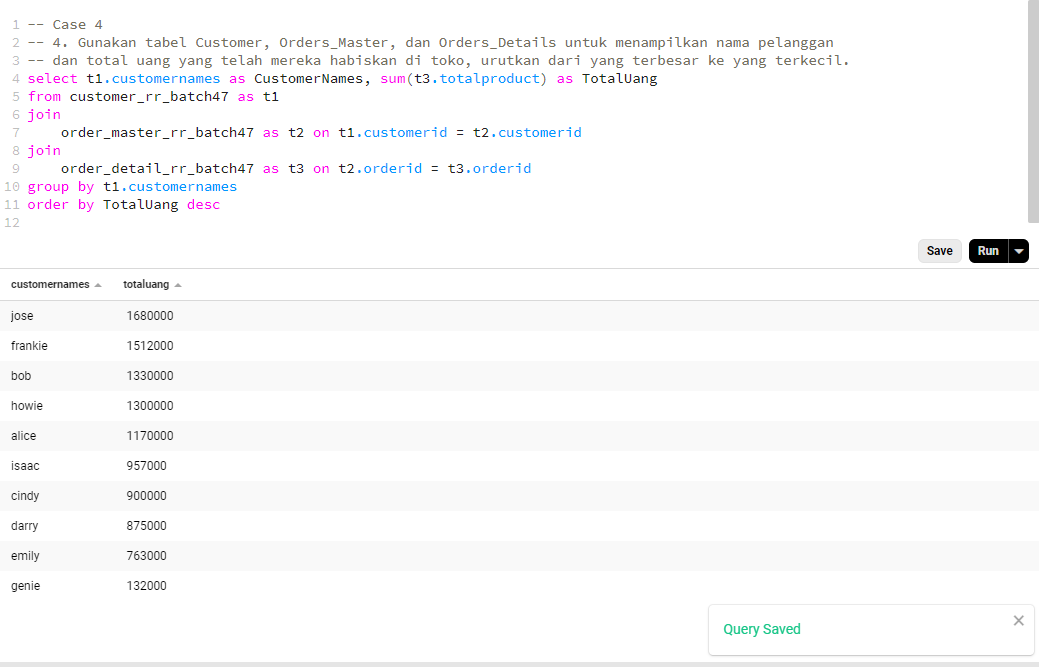 1 -- Case 4
2 -- 4. Gunakan tabel Customer, Orders_Master, dan Orders_Details untuk menampilkan nama pelanggan
3 -- dan total uang yang telah mereka habiskan di toko, urutkan dari yang terbesar ke yang terkecil.
4 select t1.customernames as CustomerNames, sum(t3.totalproduct) as TotalUang
5 from customer_rr_batch47 as t1
6 join
7     order_master_rr_batch47 as t2 on t1.customerid = t2.customerid
8 join
9     order_detail_rr_batch47 as t3 on t2.orderid = t3.orderid
10 group by t1.customernames
11 order by TotalUang desc
12
Save Run
customernames totaluang
jose 1680000
frankie 1512000
bob 1330000
howie 1300000
alice 1170000
isaac 957000
cindy 900000
darry 875000
emily 763000
genie 132000
Query Saved